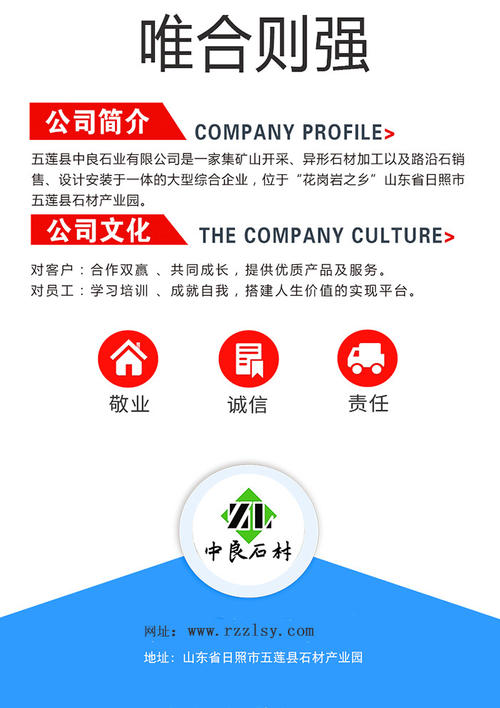 唯合则强
公司简介 COMPANY PROFILE>
五莲县中良石业有限公司是一家集矿山开采、异形石材加工以及路沿石销
售、设计安装于一体的大型综合企业，位于“花岗岩之乡”山东省日照市
五莲县石材产业园。
公司文化 THE COMPANY CULTURE>
对客户：合作双赢 、共同成长，提供优质产品及服务。
对员工：学习培训 、成就自我，搭建人生价值的实现平台。
敬业 诚信 责任
ZL
中良石材
网址：www.rzzlsy.com
地址：山东省日照市五莲县石材产业园